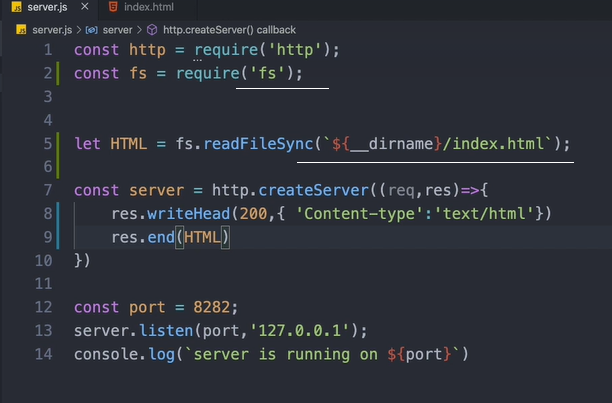 server.js × index.html
server.js > server > http.createServer() callback
1 const http = require('http');
2 const fs = require('fs');
3
4
5 let HTML = fs.readFileSync(`${__dirname}/index.html`);
6
7 const server = http.createServer((req,res)=>{
8 res.writeHead(200,{ 'Content-type':'text/html'})
9 res.end(HTML)
10 })
11
12 const port = 8282;
13 server.listen(port,'127.0.0.1');
14 console.log(`server is running on ${port}`)